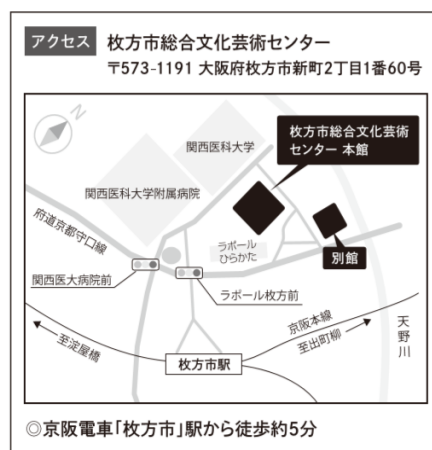 アクセス 枚方市総合文化芸術センター
〒573-1191 大阪府枚方市新町2丁目1番60号
N
関西医科大学
枚方市総合文化芸術
センター 本館
関西医科大学附属病院
府道京都守口線
ラポール
ひらかた
別館
関西医大病院前
ラポール枚方前
京阪本線
至出町柳
天野川
至淀屋橋
枚方市駅
◎京阪電車「枚方市」駅から徒歩約5分